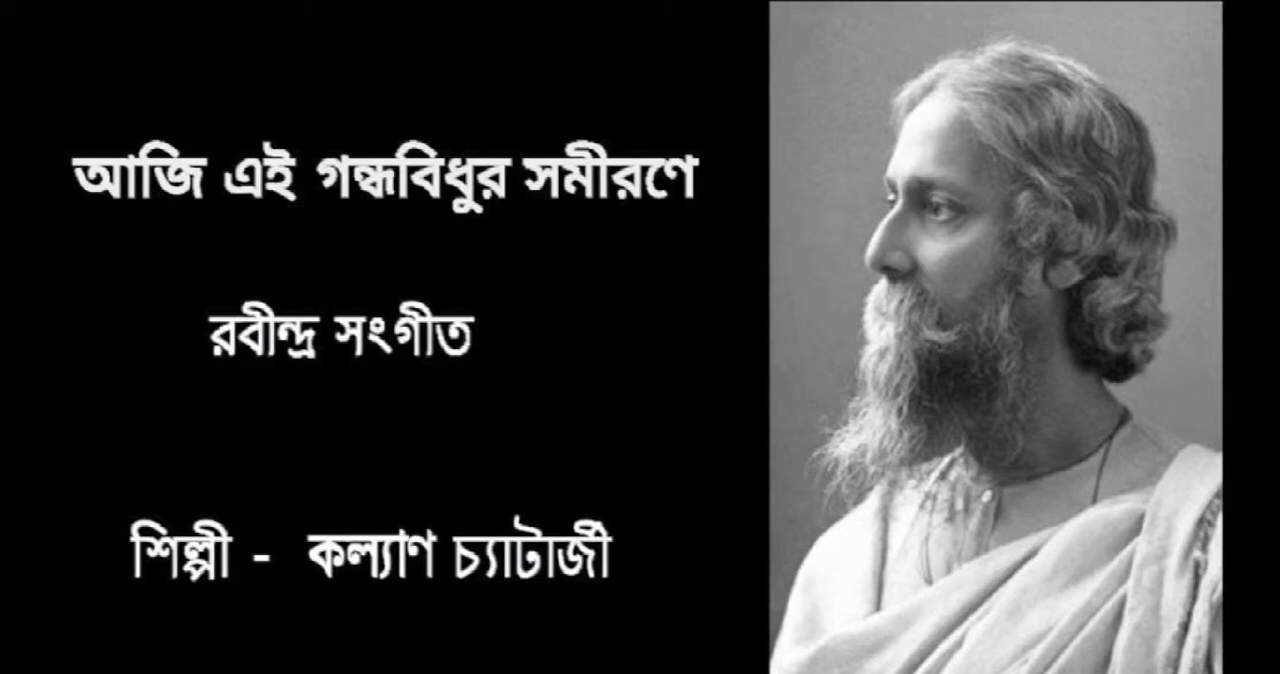 আজি এই গন্ধবিধুর সমীরণে
রবীন্দ্র সংগীত
শিল্পী - কল্যাণ চ্যাটার্জী